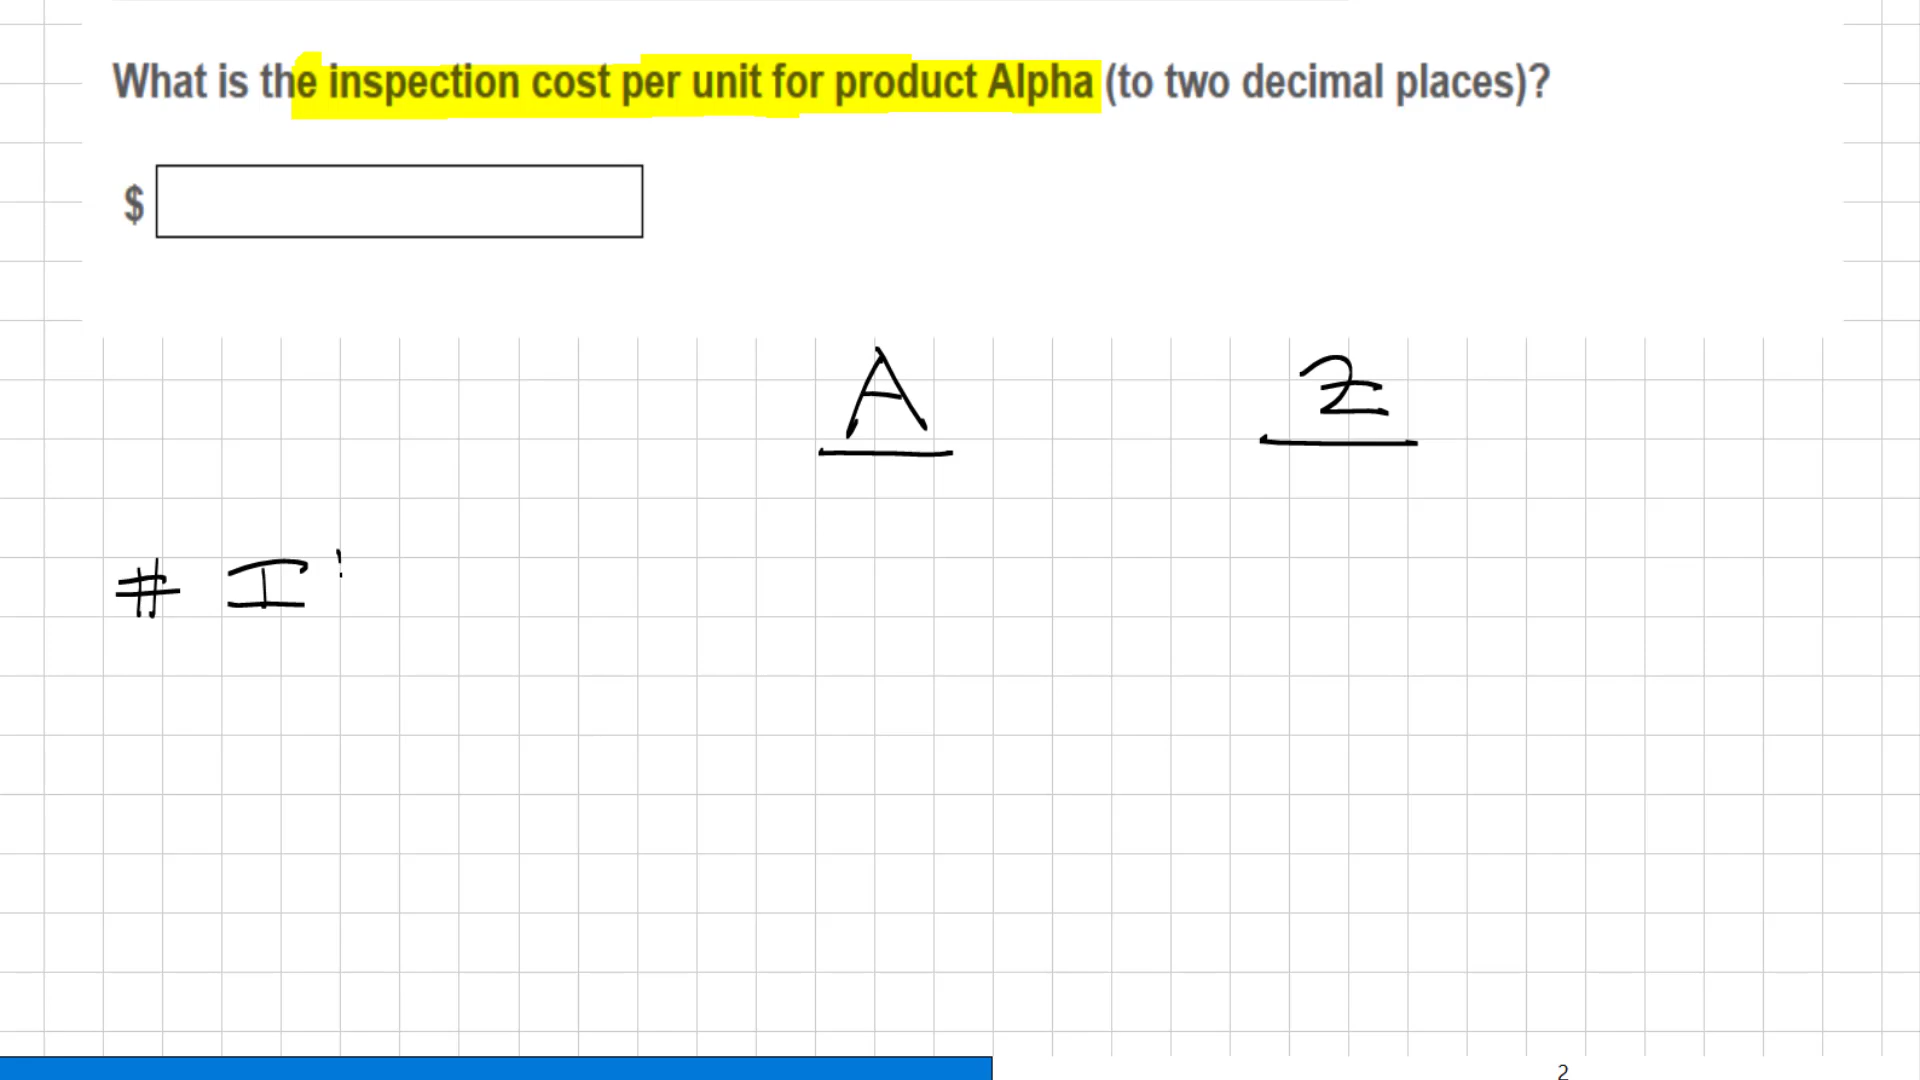 What is the inspection cost per unit for product Alpha (to two decimal places)?
$
A Z
# I
2